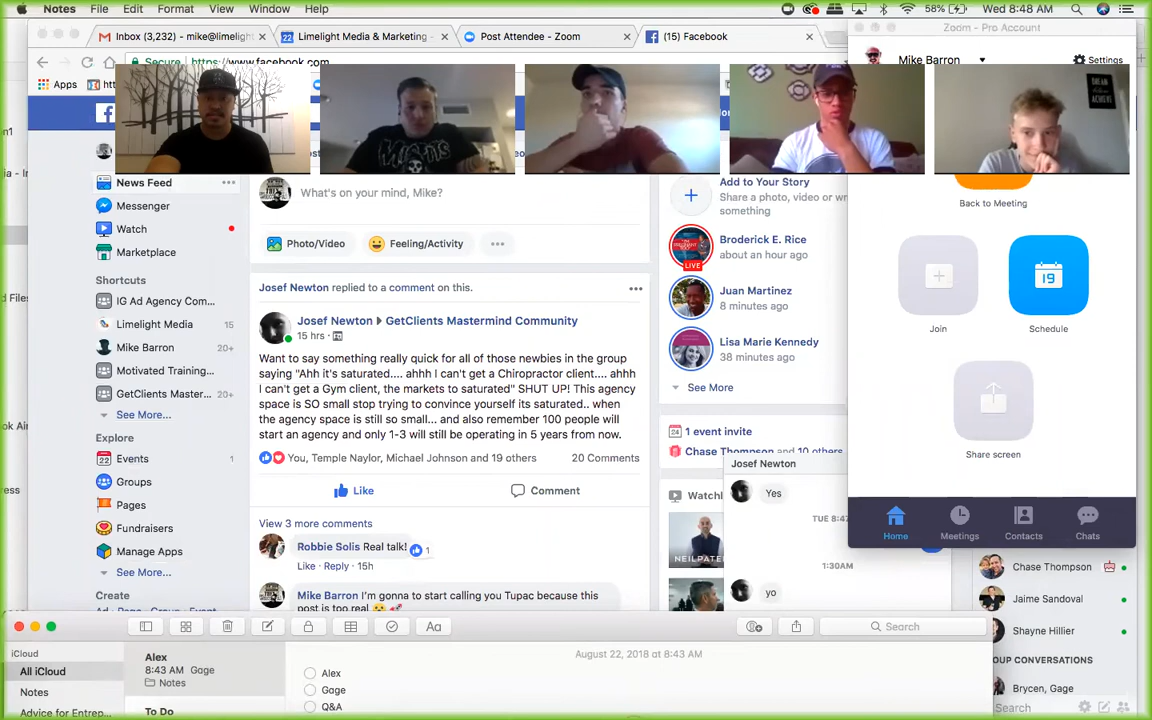 Notes File Edit Format View Window Help 58% Wed 8:48 AM
Inbox (3,232) - mike@limelight
Limelight Media & Marketing -
Post Attendee - Zoom
(15) Facebook
Zoom - Pro Account
Secure https://www.facebook.com
Mike Barron
Settings
Apps
DREAM
ACHIEVE
MISFITS
News Feed
Messenger
Watch
Marketplace
Shortcuts
IG Ad Agency Com...
Limelight Media 15
Mike Barron 20+
Motivated Training...
GetClients Master... 20+
See More...
Explore
Events 1
Groups
Pages
Fundraisers
Manage Apps
See More...
Create
What's on your mind, Mike?
Photo/Video
Feeling/Activity
Josef Newton replied to a comment on this.
Josef Newton GetClients Mastermind Community
15 hrs
Want to say something really quick for all of those newbies in the group
saying "Ahh it's saturated.... ahhh I can't get a Chiropractor client....ahhh
I can't get a Gym client, the markets to saturated" SHUT UP! This agency
space is SO small stop trying to convince yourself its saturated.. when
the agency space is still so small... and also remember 100 people will
start an agency and only 1-3 will still be operating in 5 years from now.
You, Temple Naylor, Michael Johnson and 19 others 20 Comments
Like
Comment
View 3 more comments
Robbie Solis Real talk! 1
Like · Reply · 15h
Mike Barron I'm gonna to start calling you Tupac because this
post is too real
Add to Your Story
Share a photo, video or wr
something
Broderick E. Rice
about an hour ago
LIVE
Juan Martinez
8 minutes ago
Lisa Marie Kennedy
38 minutes ago
See More
1 event invite
Chase Thompson and 10 others
Watchl
NEILPATE
Josef Newton
Yes
TUE 8:47
1:30AM
yo
Back to Meeting
Join
19
Schedule
Share screen
Home
Meetings
Contacts
Chats
Chase Thompson
Jaime Sandoval
Shayne Hillier
OUP CONVERSATIONS
Brycen, Gage
Search
Aa
Search
iCloud
All iCloud
Notes
Advice for Entrep...
Alex
8:43 AM Gage
Notes
To Do
August 22, 2018 at 8:43 AM
Alex
Gage
Q&A